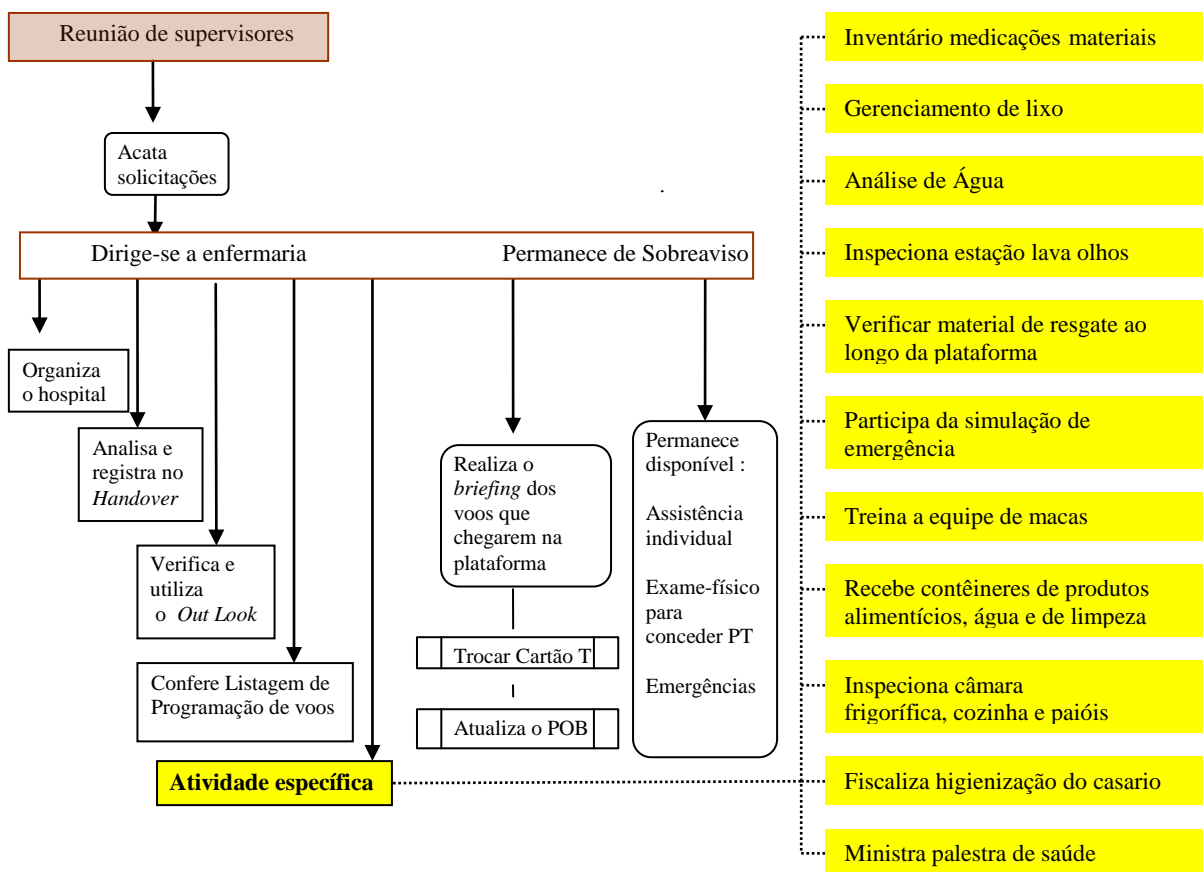 Reunião de supervisores
Acata
solicitações
Dirige-se a enfermaria
Permanece de Sobreaviso
Organiza
o hospital
Analisa e
registra no
Handover
Verifica e
utiliza
o Out Look
Confere Listagem de
Programação de voos
Atividade específica
Realiza o
briefing dos
voos que
chegarem na
plataforma
Trocar Cartão T
Atualiza o POB
Permanece
disponível :
Assistência
individual
Exame-físico
para
conceder PT
Emergências
Inventário medicações materiais
Gerenciamento de lixo
Análise de Água
Inspeciona estação lava olhos
Verificar material de resgate ao
longo da plataforma
Participa da simulação de
emergência
Treina a equipe de macas
Recebe contêineres de produtos
alimentícios, água e de limpeza
Inspeciona câmara
frigorífica, cozinha e paióis
Fiscaliza higienização do casario
Ministra palestra de saúde